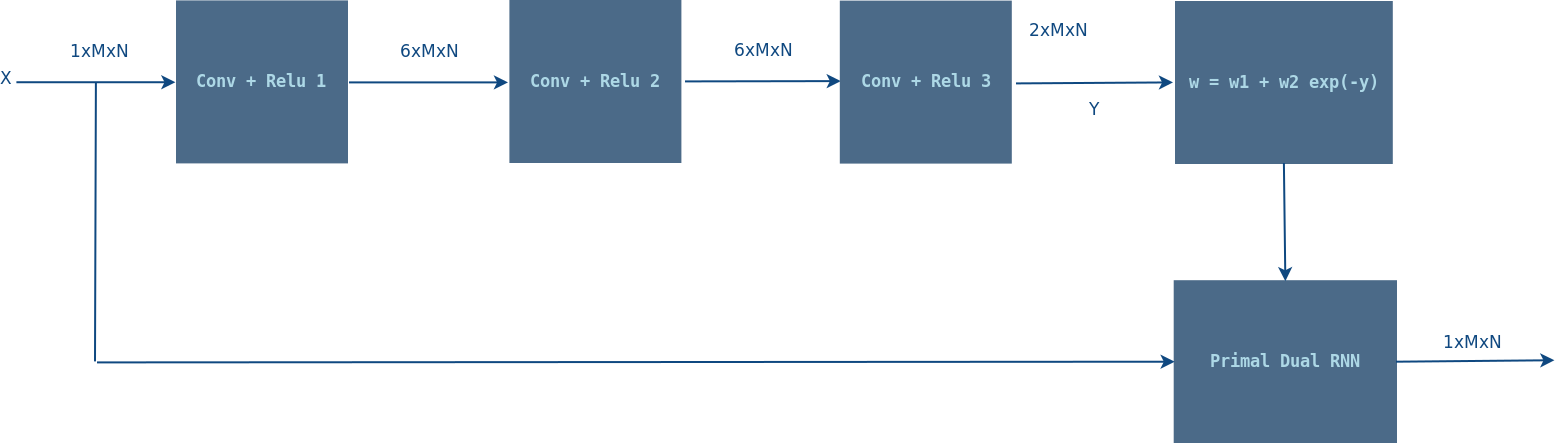 1xMxN
6xMxN
6xMxN
2xMxN
X
Conv + Relu 1
Conv + Relu 2
Conv + Relu 3
w = w1 + w2 exp(-y)
Y
1xMxN
Primal Dual RNN